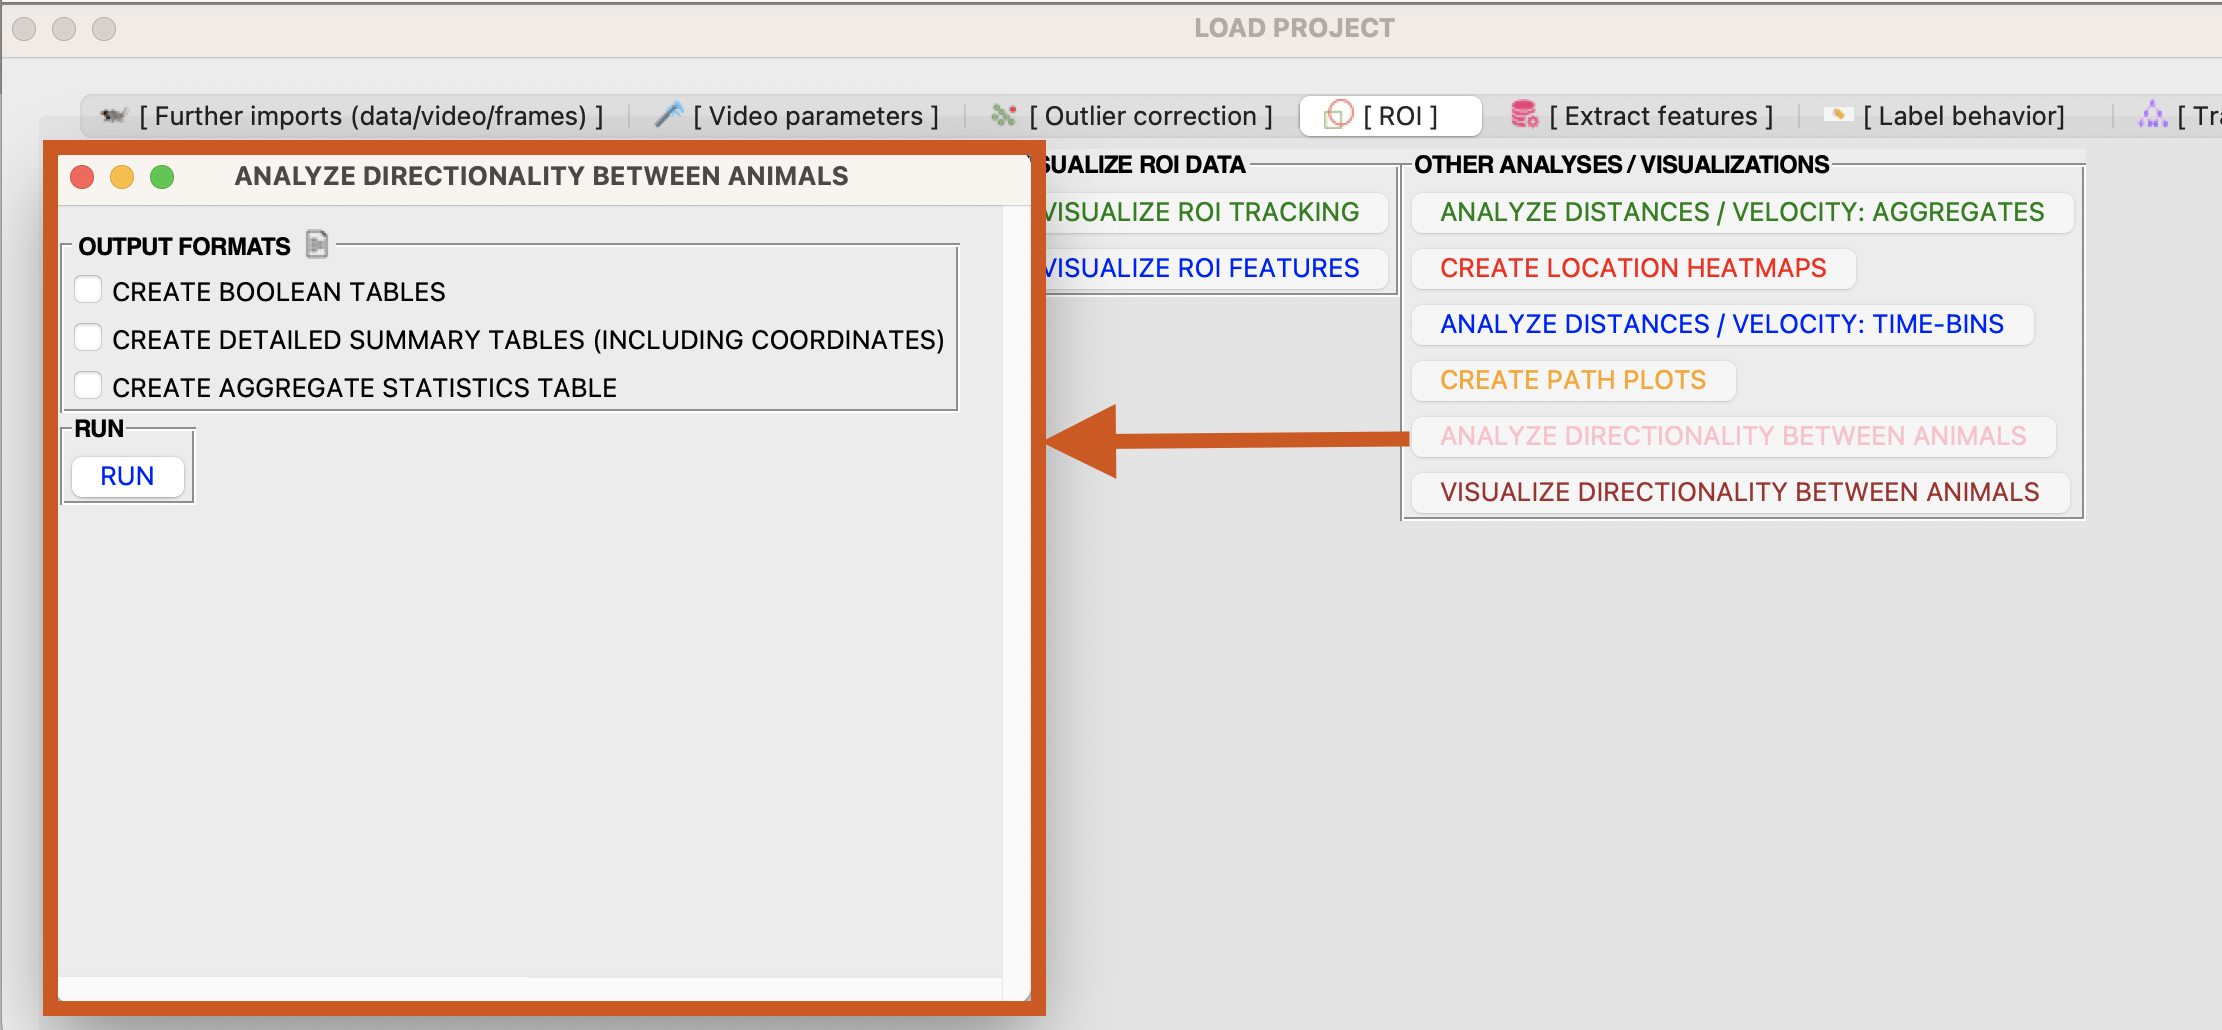 LOAD PROJECT
[ Further imports (data/video/frames) ]
[ Video parameters ]
[ Outlier correction ]
[ ROI ]
[ Extract features ]
[ Label behavior]
ANALYZE DIRECTIONALITY BETWEEN ANIMALS
OUTPUT FORMATS
CREATE BOOLEAN TABLES
CREATE DETAILED SUMMARY TABLES (INCLUDING COORDINATES)
CREATE AGGREGATE STATISTICS TABLE
RUN
RUN
SUALIZE ROI DATA
VISUALIZE ROI TRACKING
VISUALIZE ROI FEATURES
OTHER ANALYSES / VISUALIZATIONS
ANALYZE DISTANCES / VELOCITY: AGGREGATES
CREATE LOCATION HEATMAPS
ANALYZE DISTANCES / VELOCITY: TIME-BINS
CREATE PATH PLOTS
ANALYZE DIRECTIONALITY BETWEEN ANIMALS
VISUALIZE DIRECTIONALITY BETWEEN ANIMALS